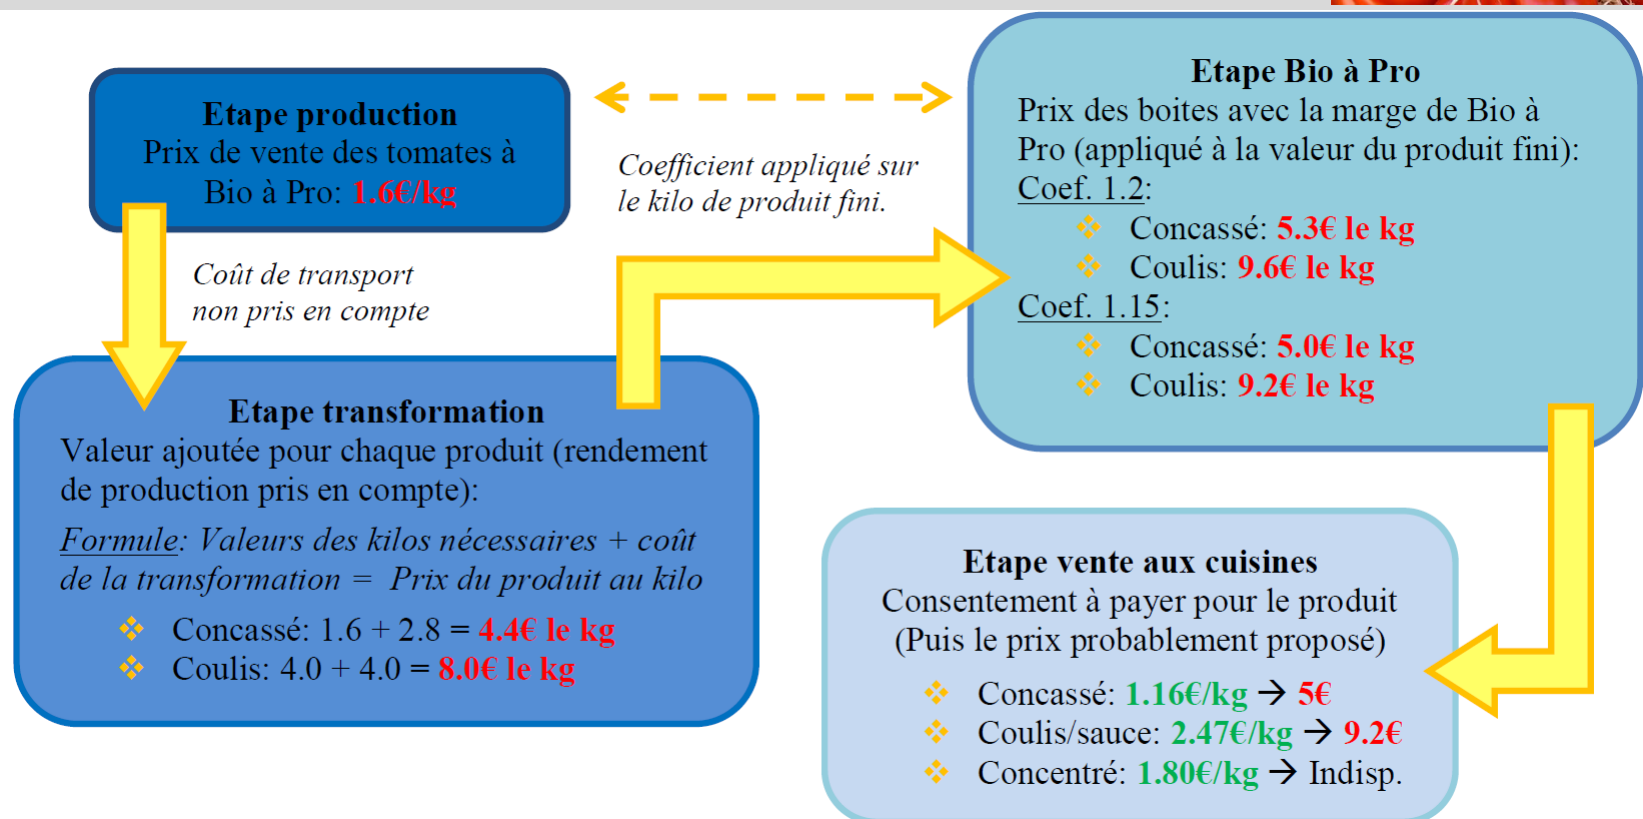 Etape production
Prix de vente des tomates à
Bio à Pro: 1.6€/kg
Coefficient appliqué sur
le kilo de produit fini.
Coût de transport
non pris en compte
Etape transformation
Valeur ajoutée pour chaque produit (rendement
de production pris en compte):
Formule: Valeurs des kilos nécessaires + coût
de la transformation = Prix du produit au kilo
❖ Concassé: 1.6 + 2.8 = 4.4€ le kg
❖ Coulis: 4.0 + 4.0 = 8.0€ le kg
Etape Bio à Pro
Prix des boites avec la marge de Bio à
Pro (appliqué à la valeur du produit fini):
Coef. 1.2:
❖ Concassé: 5.3€ le kg
❖ Coulis: 9.6€ le kg
Coef. 1.15:
❖ Concassé: 5.0€ le kg
❖ Coulis: 9.2€ le kg
Etape vente aux cuisines
Consentement à payer pour le produit
(Puis le prix probablement proposé)
❖ Concassé: 1.16€/kg → 5€
❖ Coulis/sauce: 2.47€/kg → 9.2€
❖ Concentré: 1.80€/kg → Indisp.